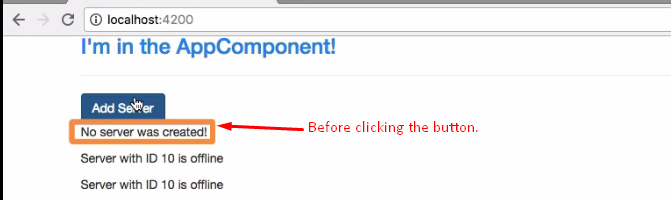 localhost:4200
I'm in the AppComponent!
Add Server
No server was created!
Before clicking the button.
Server with ID 10 is offline
Server with ID 10 is offline